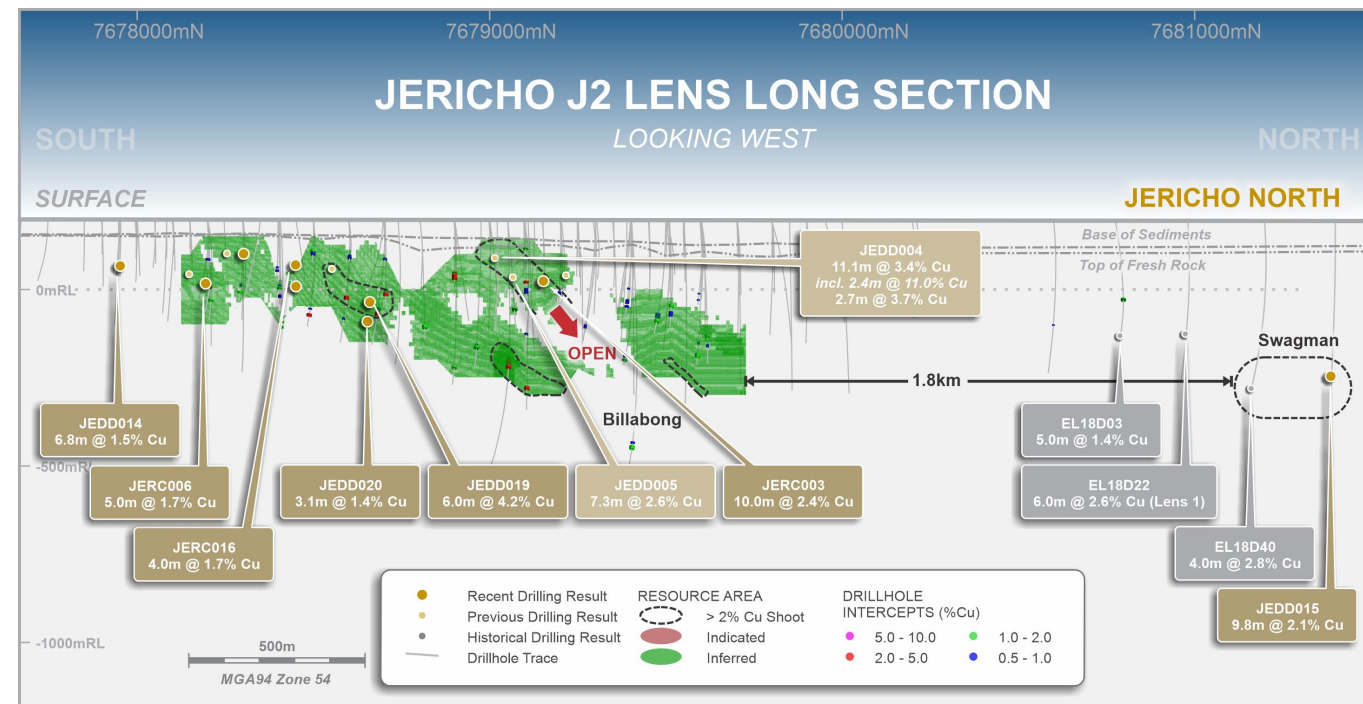 7678000mN
7679000mN
7680000mN
7681000mN
JERICHO J2 LENS LONG SECTION
LOOKING WEST
SOUTH
NORTH
SURFACE
JERICHO NORTH
Base of Sediments
Top of Fresh Rock
JEDD004
11.1m @ 3.4% Cu
incl. 2.4m @ 11.0% Cu
2.7m @ 3.7% Cu
0mRL
OPEN
Swagman
1.8km
Billabong
JEDD014
6.8m @ 1.5% Cu
EL18D03
5.0m @ 1.4% Cu
-500mRL
JERC006
5.0m @ 1.7% Cu
JEDD020
3.1m @ 1.4% Cu
JEDD019
6.0m @ 4.2% Cu
JEDD005
7.3m @ 2.6% Cu
JERC003
10.0m @ 2.4% Cu
EL18D22
6.0m @ 2.6% Cu (Lens 1)
JERC016
4.0m @ 1.7% Cu
EL18D40
4.0m @ 2.8% Cu
JEDD015
9.8m @ 2.1% Cu
-1000mRL
500m
MGA94 Zone 54
Recent Drilling Result
Previous Drilling Result
Historical Drilling Result
Drillhole Trace
RESOURCE AREA
> 2% Cu Shoot
Indicated
Inferred
DRILLHOLE
INTERCEPTS (%Cu)
5.0 - 10.0
2.0 - 5.0
1.0 - 2.0
0.5 - 1.0